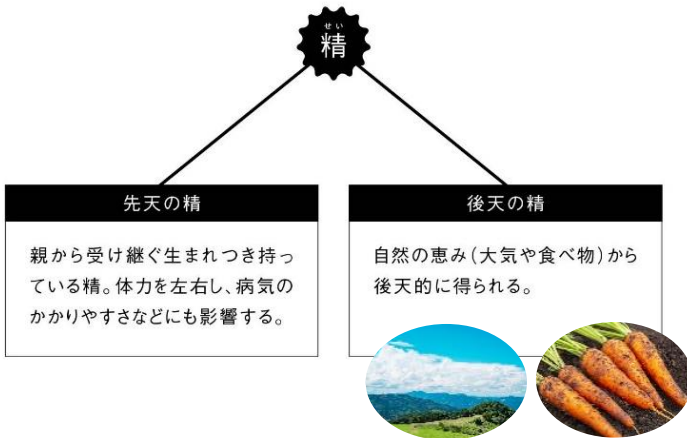 せい
精
先天の精
親から受け継ぐ生まれつき持っ
ている精。体力を左右し、病気の
かかりやすさなどにも影響する。
後天の精
自然の恵み(大気や食べ物)から
後天的に得られる。